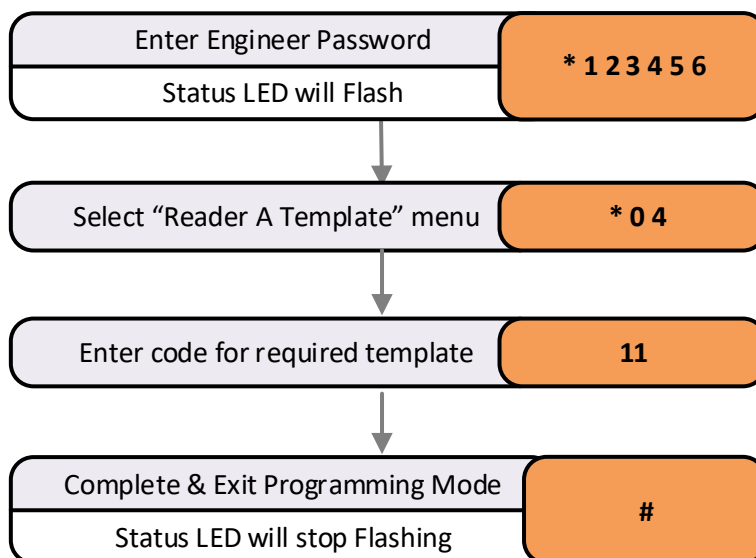 Enter Engineer Password
* 1 2 3 4 5 6
Status LED will Flash
Select “Reader A Template” menu
* 0 4
Enter code for required template
11
Complete & Exit Programming Mode
#
Status LED will stop Flashing